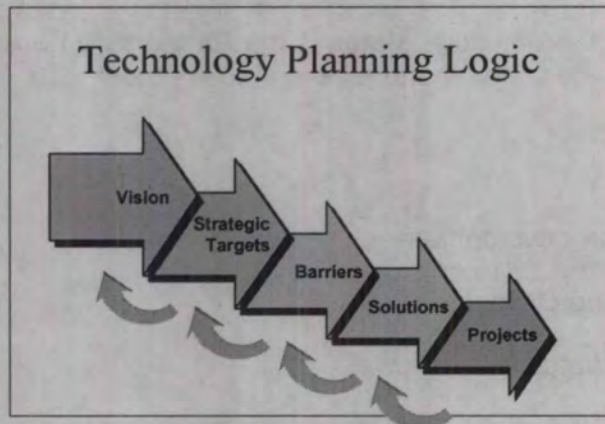 Technology Planning Logic
Vision
Strategic
Targets
Barriers
Solutions
Projects